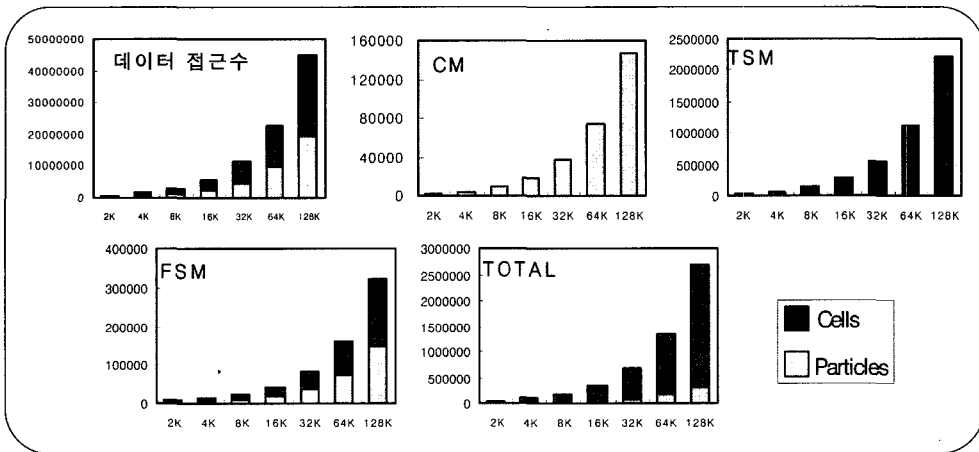 데이터 접근수
50000000
40000000
30000000
20000000
10000000
0
2K 4K 8K 16K 32K 64K 128K
CM
160000
120000
80000
40000
0
2K 4K 8K 16K 32K 64K 128K
TSM
2500000
2000000
1500000
1000000
500000
0
2K 4K 8K 16K 32K 64K 128K
FSM
400000
300000
200000
100000
0
2K 4K 8K 16K 32K 64K 128K
TOTAL
3000000
2500000
2000000
1500000
1000000
500000
0
2K 4K 8K 16K 32K 64K 128K
Cells
Particles